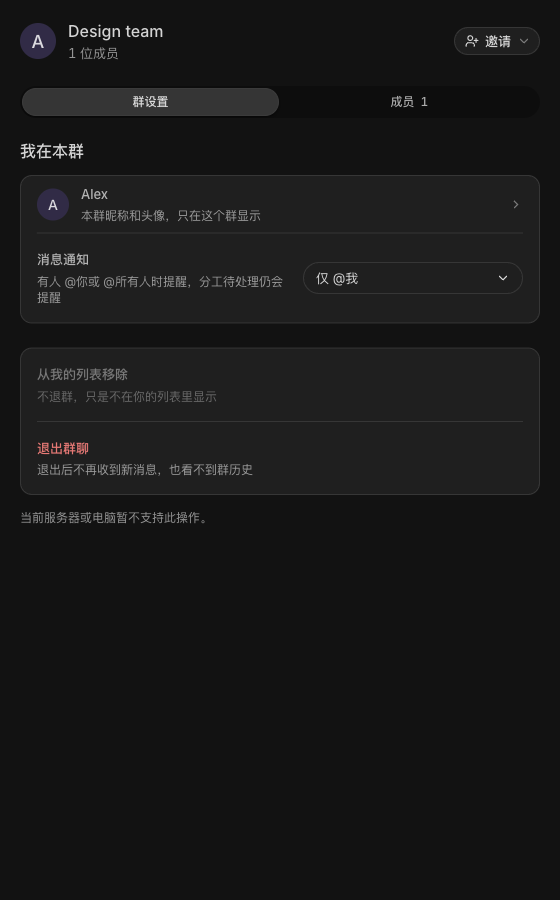 A
Design team
1 位成员
邀请
群设置
成员 1
我在本群
A
Alex
本群昵称和头像，只在这个群显示
消息通知
有人 @你或 @所有人时提醒，分工待处理仍会
提醒
仅 @我
从我的列表移除
不退群，只是不在你的列表里显示
退出群聊
退出后不再收到新消息，也看不到群历史
当前服务器或电脑暂不支持此操作。